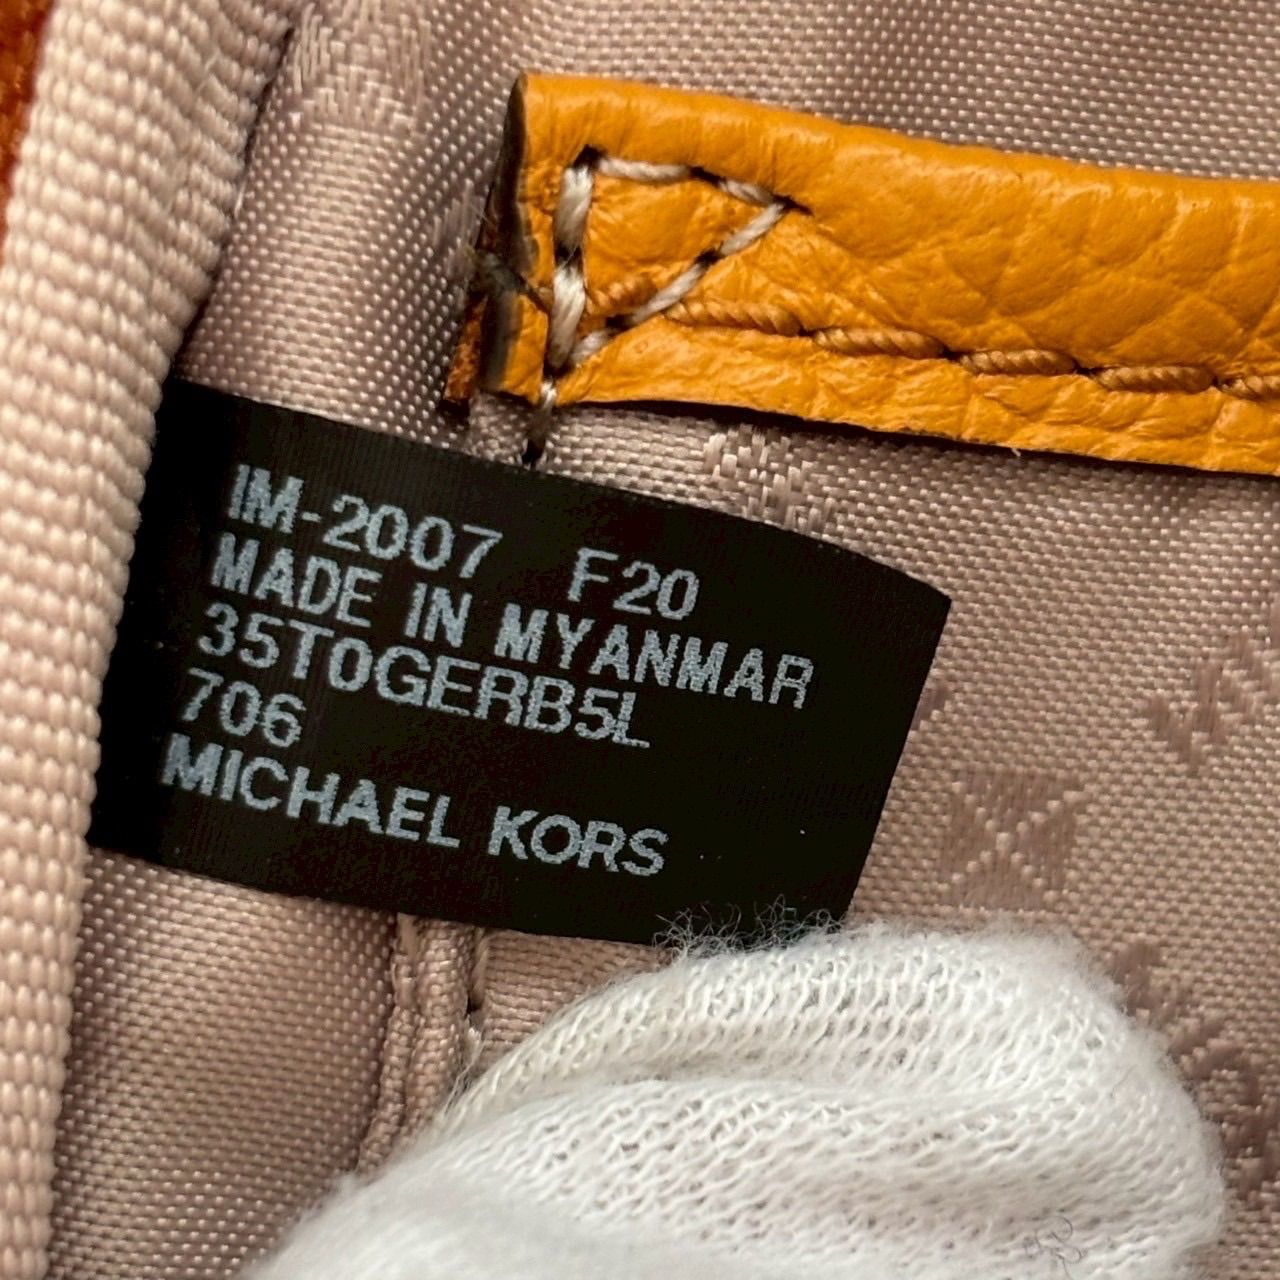 IM-2007 F20
MADE IN MYANMAR
35T0GERB5L
706
MICHAEL KORS